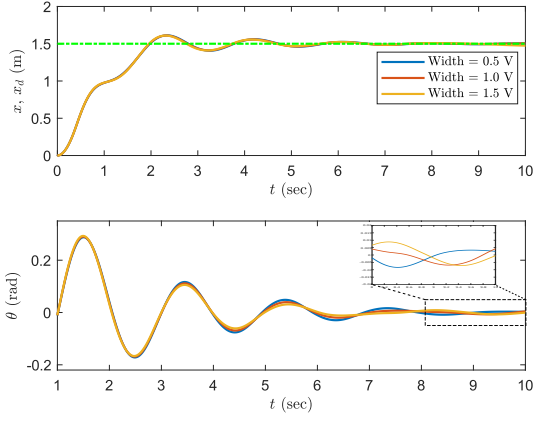 2
1.5
1
0.5
0
x, x_d (m)
Width = 0.5 V
Width = 1.0 V
Width = 1.5 V
0 1 2 3 4 5 6 7 8 9 10
t (sec)
0.2
0
-0.2
θ (rad)
1 2 3 4 5 6 7 8 9 10
t (sec)